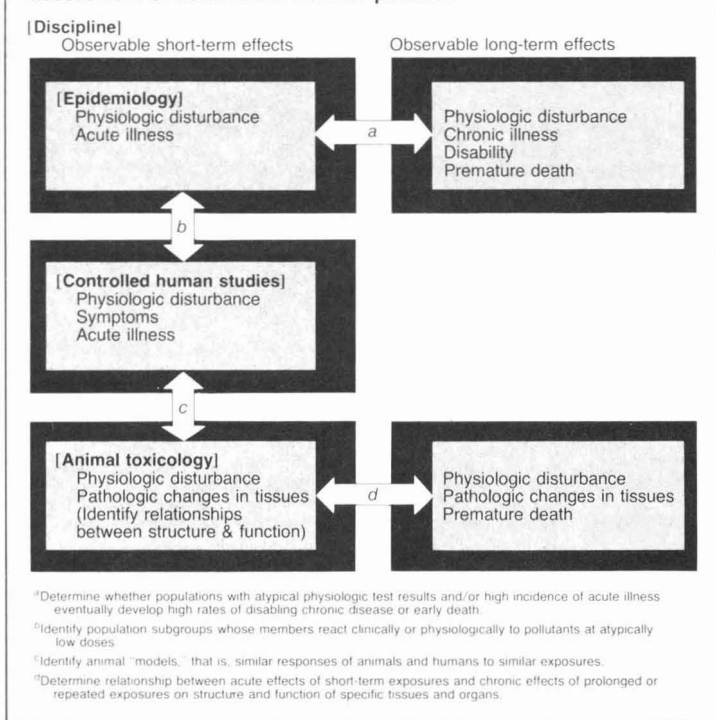 [Discipline]
Observable short-term effects
Observable long-term effects
[Epidemiology]
Physiologic disturbance
Acute illness
a
Physiologic disturbance
Chronic illness
Disability
Premature death
b
[Controlled human studies]
Physiologic disturbance
Symptoms
Acute illness
c
[Animal toxicology]
Physiologic disturbance
Pathologic changes in tissues
(Identify relationships
between structure & function)
d
Physiologic disturbance
Pathologic changes in tissues
Premature death
aDetermine whether populations with atypical physiologic test results and/or high incidence of acute illness
eventually develop high rates of disabling chronic disease or early death.
bIdentify population subgroups whose members react clinically or physiologically to pollutants at atypically
low doses
cIdentify animal "models," that is, similar responses of animals and humans to similar exposures.
dDetermine relationship between acute effects of short-term exposures and chronic effects of prolonged or
repeated exposures on structure and function of specific tissues and organs.